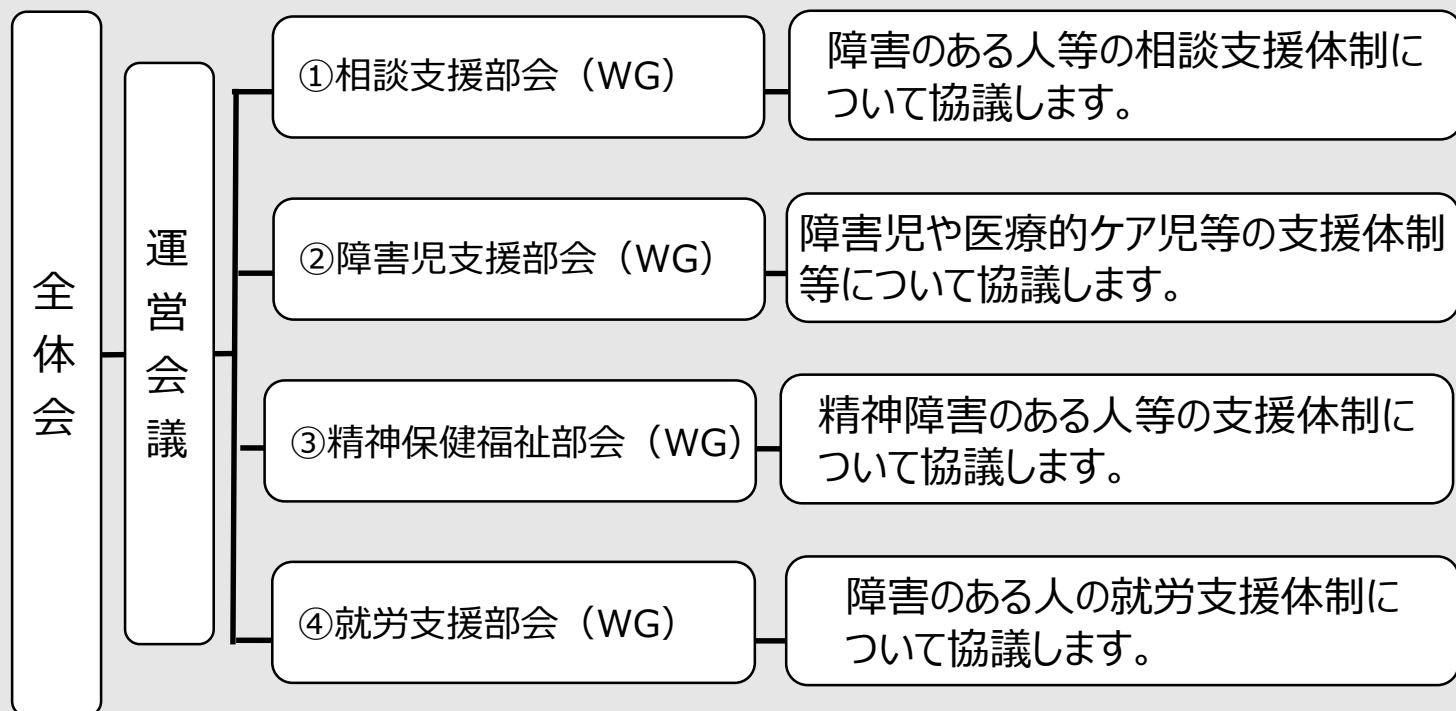 全体会
運営会議
①相談支援部会（WG）
障害のある人等の相談支援体制に
ついて協議します。
②障害児支援部会（WG）
障害児や医療的ケア児等の支援体制
等について協議します。
③精神保健福祉部会（WG）
精神障害のある人等の支援体制に
ついて協議します。
④就労支援部会（WG）
障害のある人の就労支援体制に
ついて協議します。